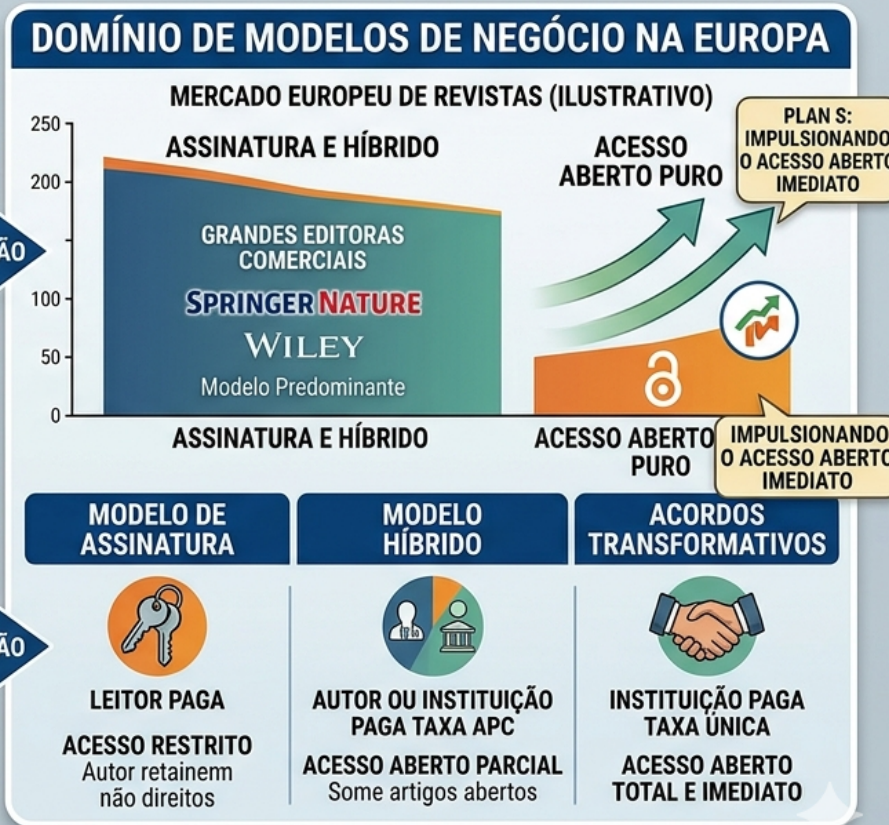 DOMÍNIO DE MODELOS DE NEGÓCIO NA EUROPA
MERCADO EUROPEU DE REVISTAS (ILUSTRATIVO)
250
200
100
50
0
ASSINATURA E HÍBRIDO
GRANDES EDITORAS
COMERCIAIS
SPRINGER NATURE
WILEY
Modelo Predominante
ASSINATURA E HÍBRIDO
ACESSO
ABERTO PURO
PLAN S:
IMPULSIONANDO
O ACESSO ABERTO
IMEDIATO
ACESSO ABERTO
PURO
IMPULSIONANDO
O ACESSO ABERTO
IMEDIATO
ÃO
ÃO
MODELO DE
ASSINATURA
LEITOR PAGA
ACESSO RESTRITO
Autor retainem
não direitos
MODELO
HÍBRIDO
AUTOR OU INSTITUIÇÃO
PAGA TAXA APC
ACESSO ABERTO PARCIAL
Some artigos abertos
ACORDOS
TRANSFORMATIVOS
INSTITUIÇÃO PAGA
TAXA ÚNICA
ACESSO ABERTO
TOTAL E IMEDIATO